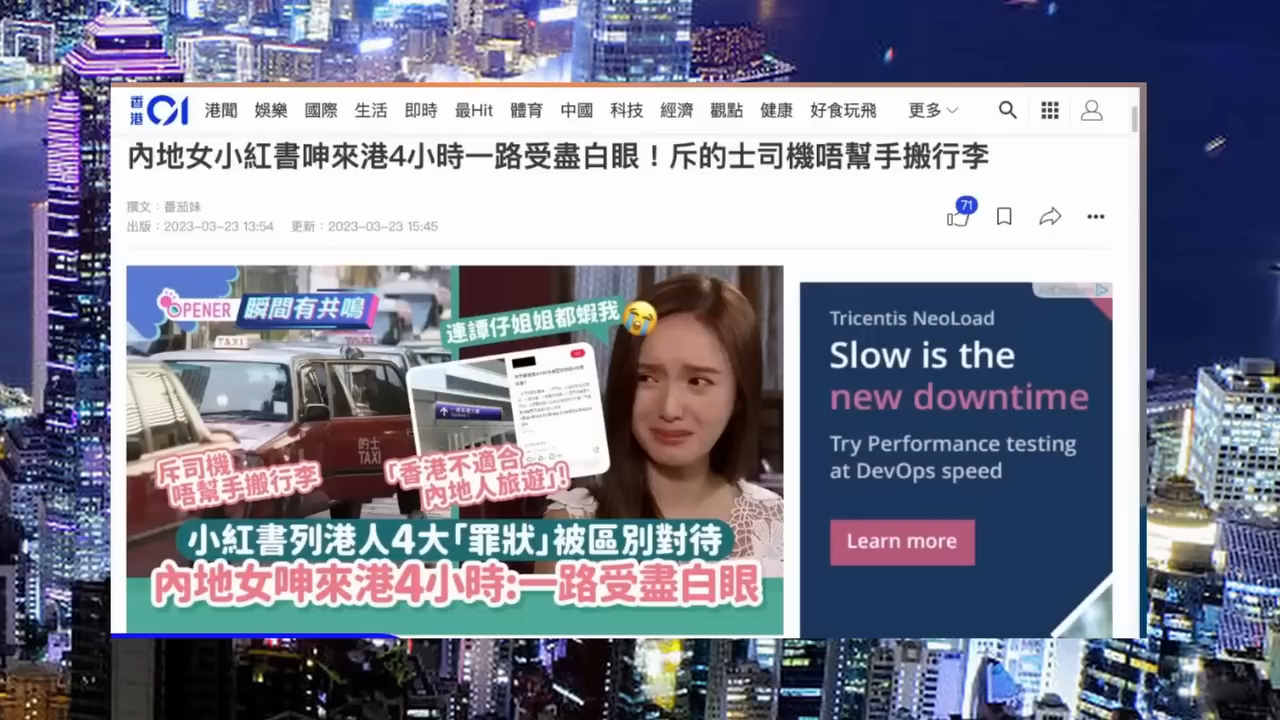 香港01
港聞 娛樂 國際 生活 即時 最Hit 體育 中國 科技 經濟 觀點 健康 好食玩飛 更多
內地女小紅書呻來港4小時一路受盡白眼！斥的士司機唔幫手搬行李
撰文：番茄妹
出版：2023-03-23 13:54 更新：2023-03-23 15:45
71
OPENER 瞬間有共鳴
連譚仔姐姐都蝦我
TAXI
的士
TAXI
斥司機
唔幫手搬行李
「香港不適合
內地人旅遊」!
小紅書列港人4大「罪狀」被區別對待
內地女呻來港4小時:一路受盡白眼
Tricentis NeoLoad
Slow is the
new downtime
Try Performance testing
at DevOps speed
Learn more